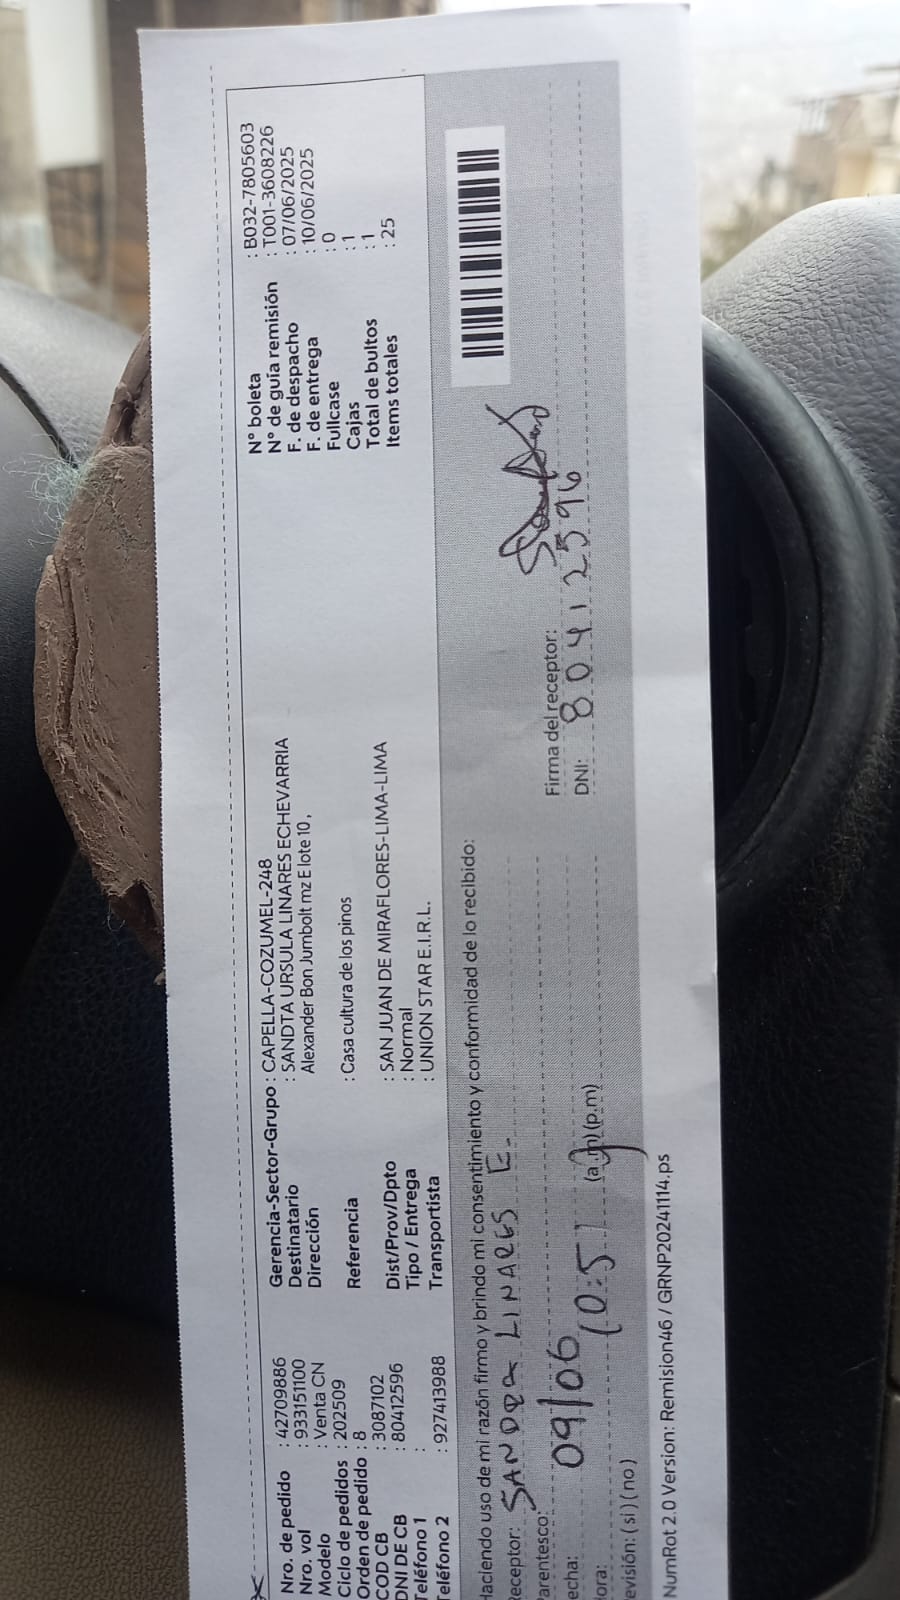 Nro. de pedido : 42709886
Nro. vol : 933151100
Modelo : Venta CN
Ciclo de pedidos : 202509
Orden de pedido : 8
COD CB : 3087102
DNI DE CB : 80412596
Teléfono 1 :
Teléfono 2 : 927413988
Gerencia-Sector-Grupo : CAPELLA-COZUMEL-248
Destinatario : SANDTA URSULA LINARES ECHEVARRIA
Dirección Alexander Bon Jumbolt mz E lote 10,
Referencia : Casa cultura de los pinos
Dist/Prov/Dpto : SAN JUAN DE MIRAFLORES-LIMA-LIMA
Tipo / Entrega : Normal
Transportista : UNION STAR E.I.R.L.
N° boleta : B032-7805603
N° de guía remisión : T001-3608226
F. de despacho : 07/06/2025
F. de entrega : 10/06/2025
Fullcase : 0
Cajas : 1
Total de bultos : 1
Items totales : 25
Haciendo uso de mi razón firmo y brindo mi consentimiento y conformidad de lo recibido:
Receptor: SANDRA LINARES E.
Parentesco:
echa: 09/06
ora: 10:51 (a.m) (p.m)
evisión: ( si ) ( no )
Firma del receptor:
DNI: 80412596
NumRot 2.0 Version: Remision46 / GRNP20241114.ps